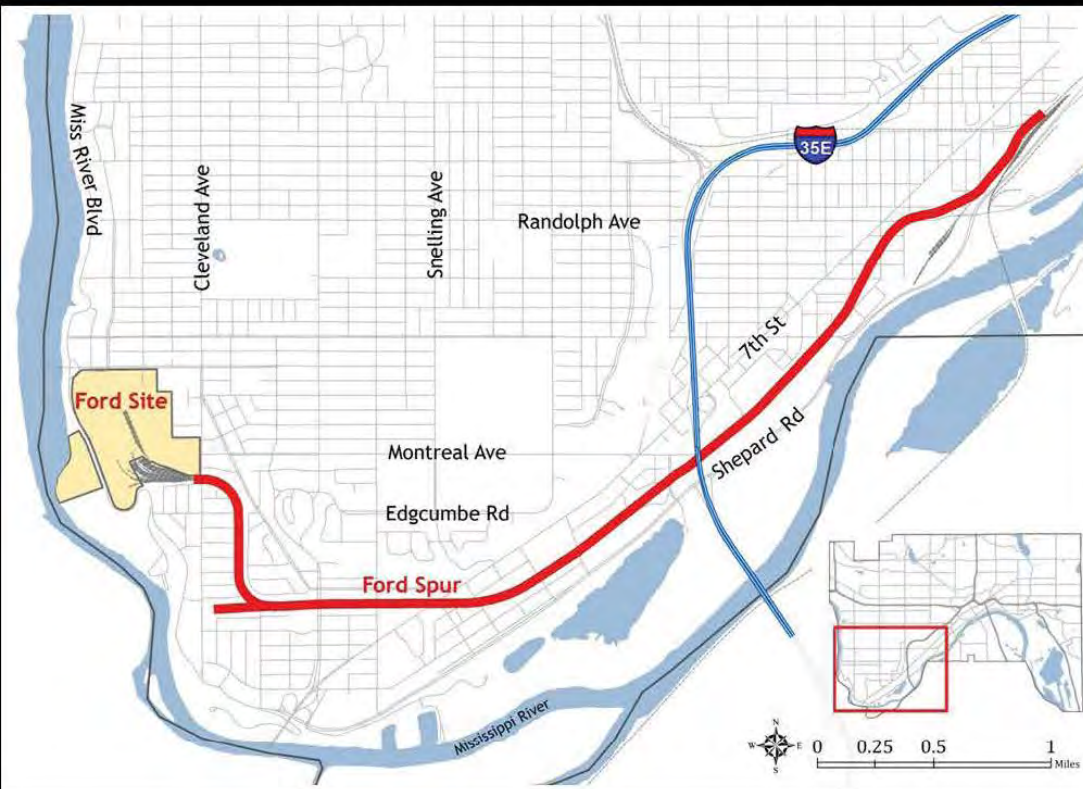 Miss River Blvd
Cleveland Ave
Snelling Ave
Randolph Ave
35E
7th St
Shepard Rd
Ford Site
Montreal Ave
Edgcumbe Rd
Ford Spur
Mississippi River
N
W E
S
0 0.25 0.5 1
Miles